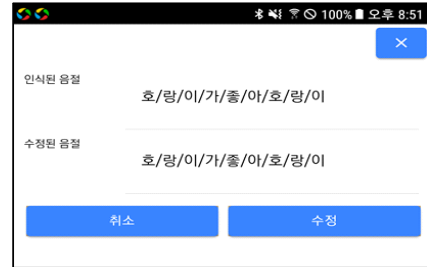 100% 오후 8:51
×
인식된 음절
호/랑/이/가/좋/아/호/랑/이
수정된 음절
호/랑/이/가/좋/아/호/랑/이
취소 수정